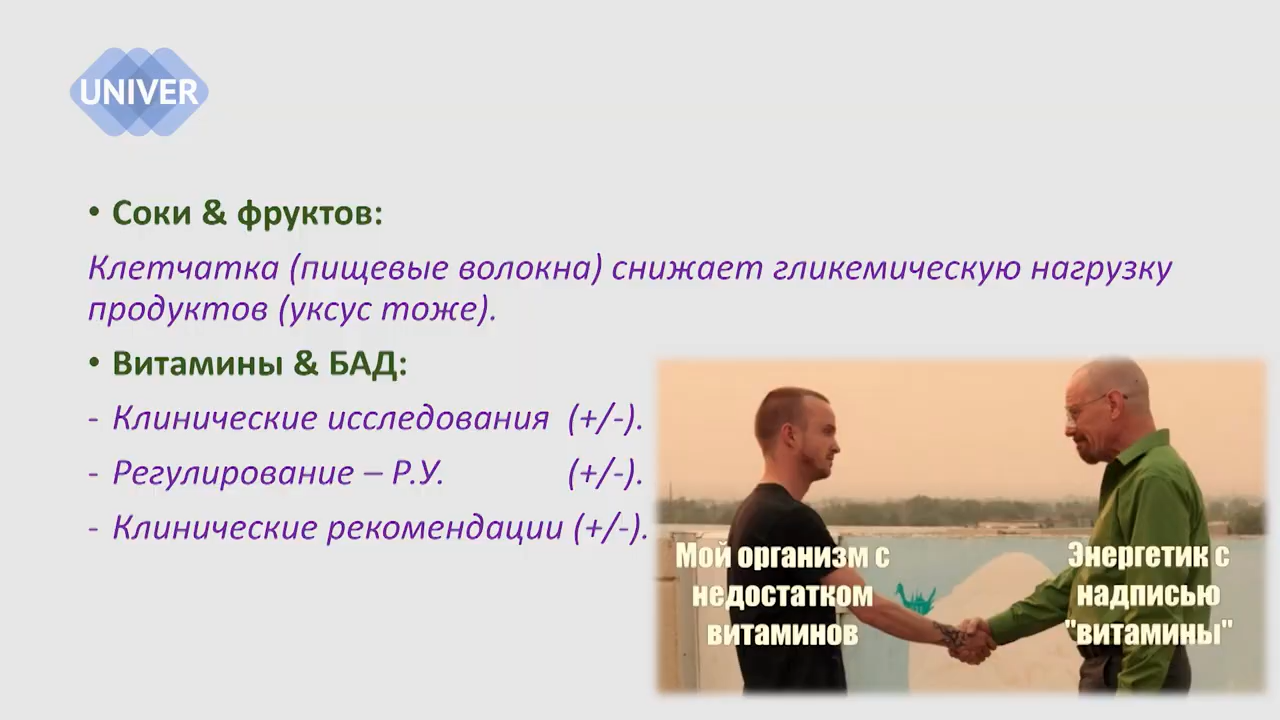 UNIVER
• Соки & фруктов:
Клетчатка (пищевые волокна) снижает гликемическую нагрузку
продуктов (уксус тоже).
• Витамины & БАД:
- Клинические исследования (+/-).
- Регулирование – Р.У. (+/-).
- Клинические рекомендации (+/-).
Мой организм с
недостатком
витаминов
Энергетик с
надписью
"витамины"